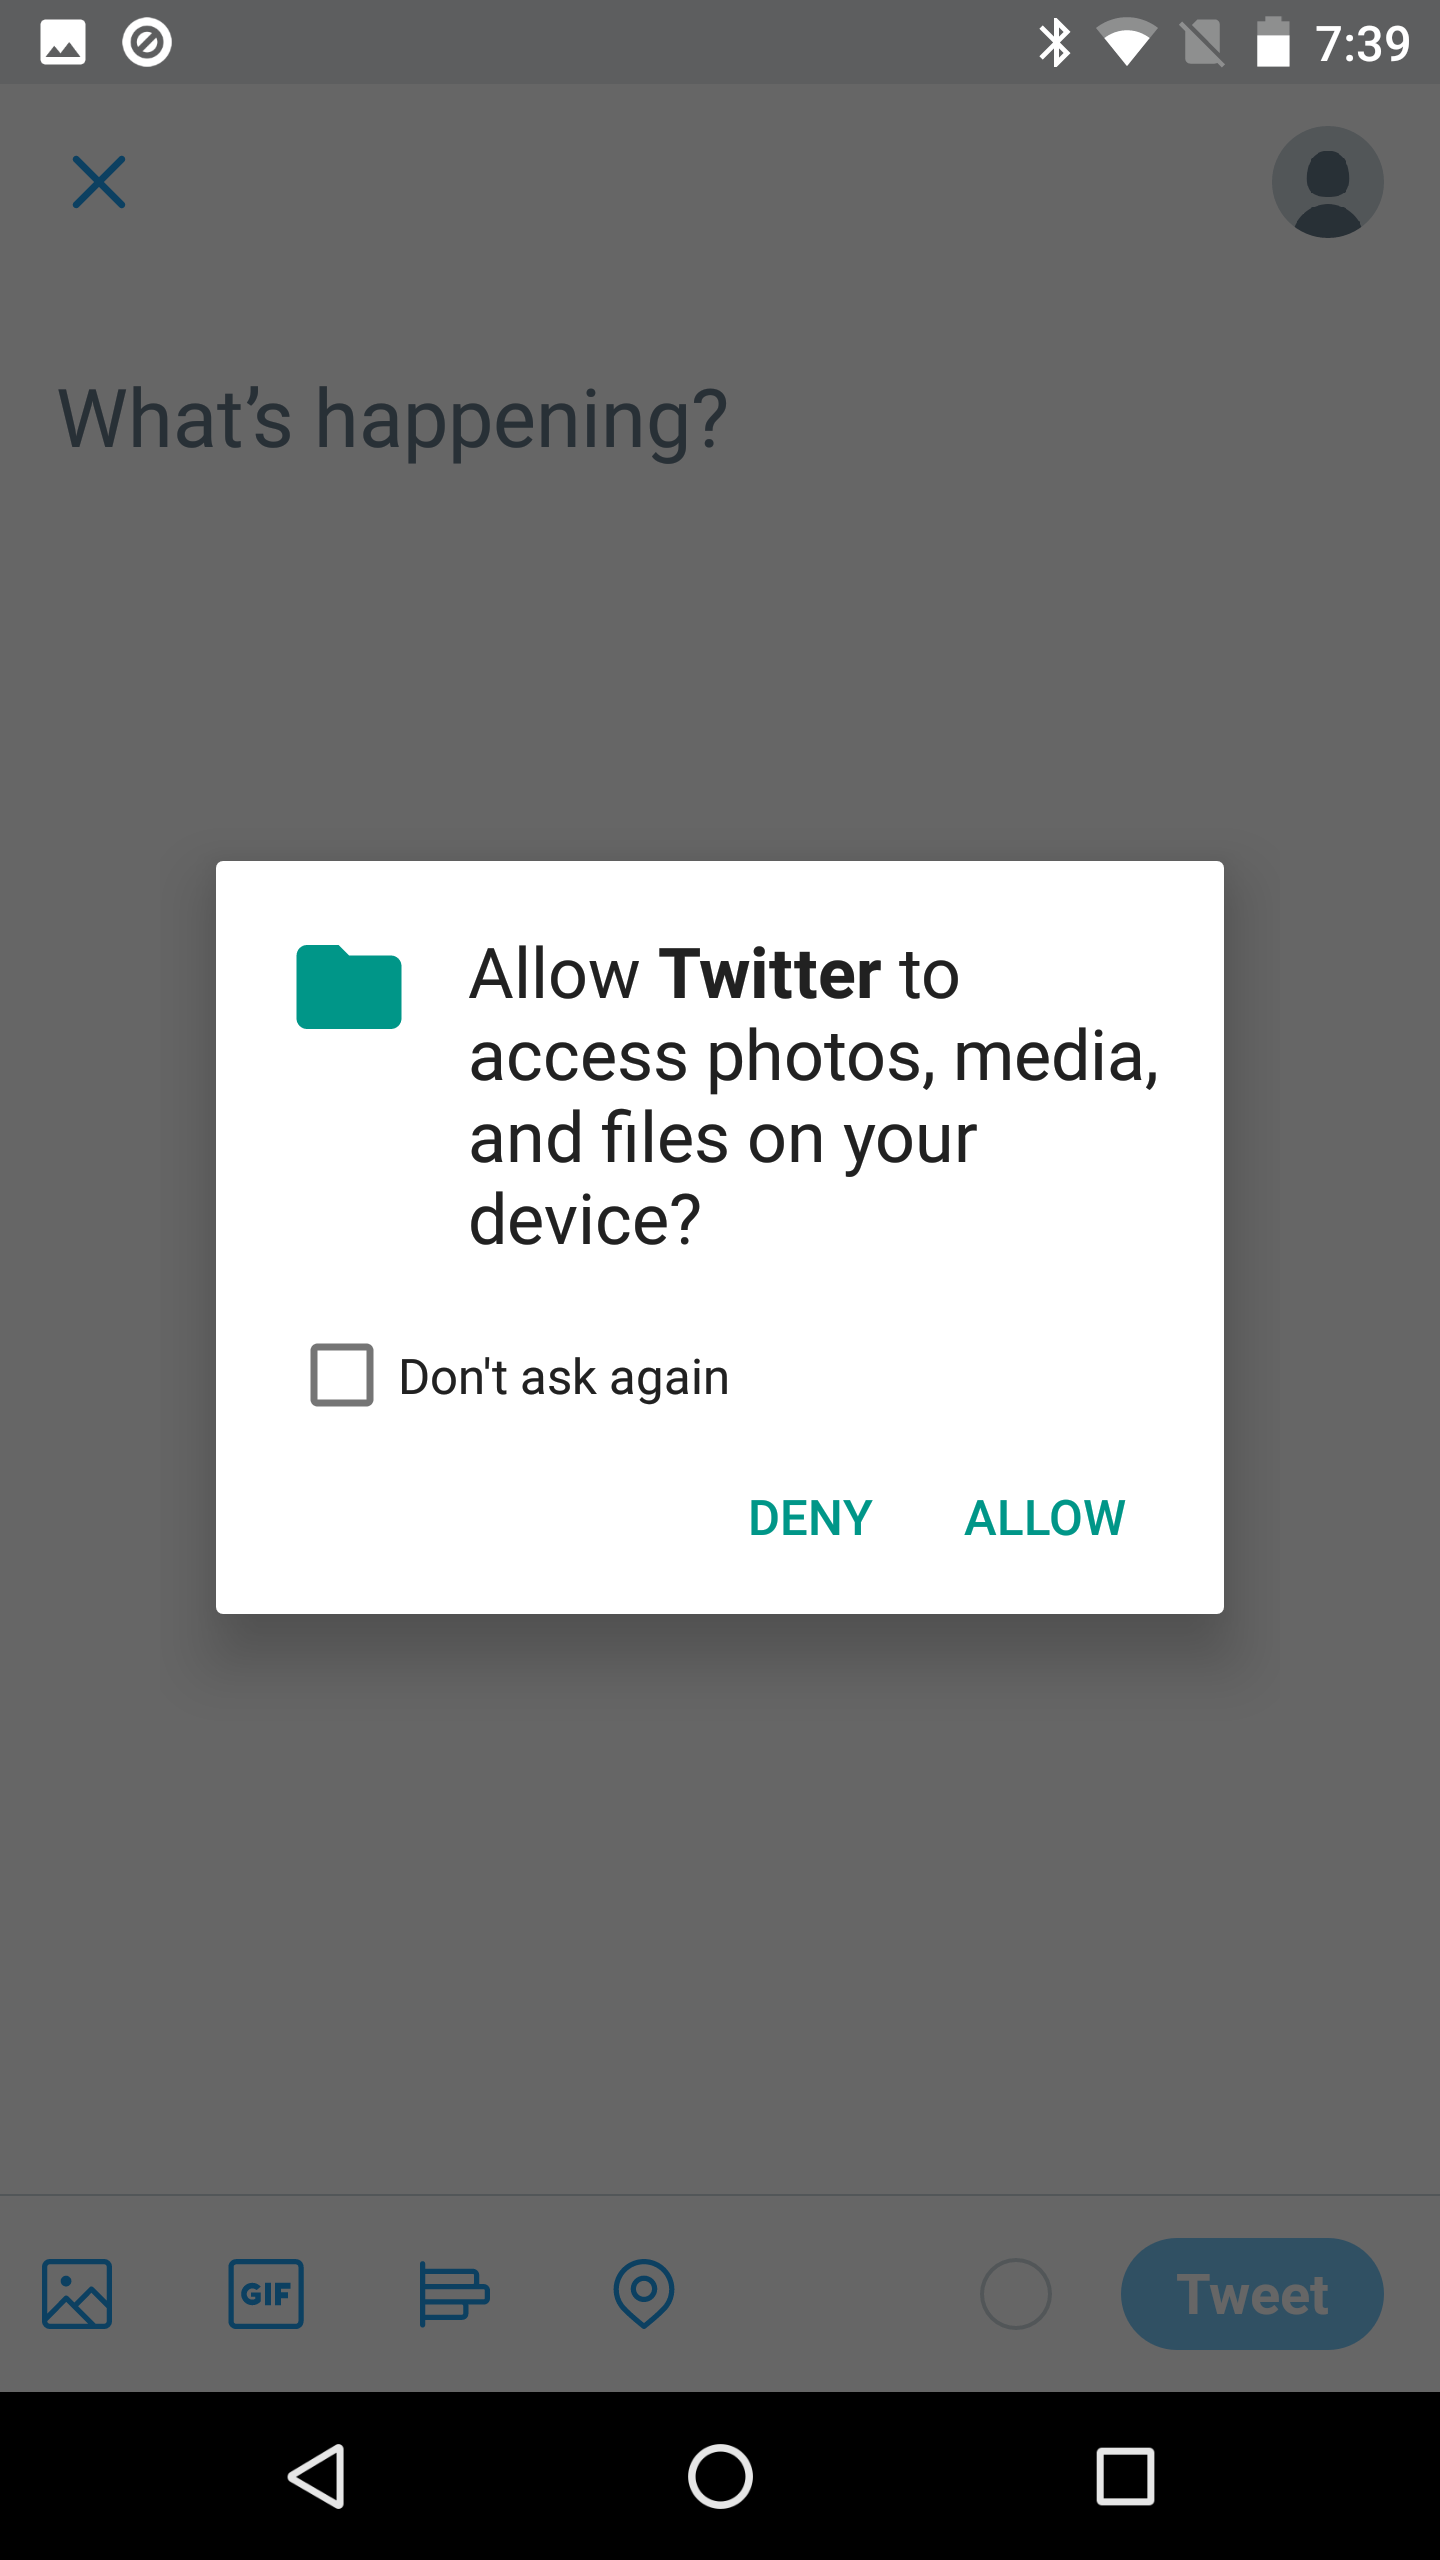 7:39
What’s happening?
Allow Twitter to
access photos, media,
and files on your
device?
Don't ask again
DENY ALLOW
GIF Tweet